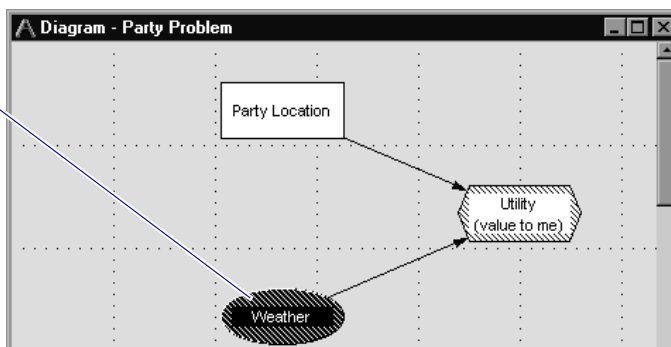 Diagram - Party Problem
Party Location
Utility
(value to me)
Weather